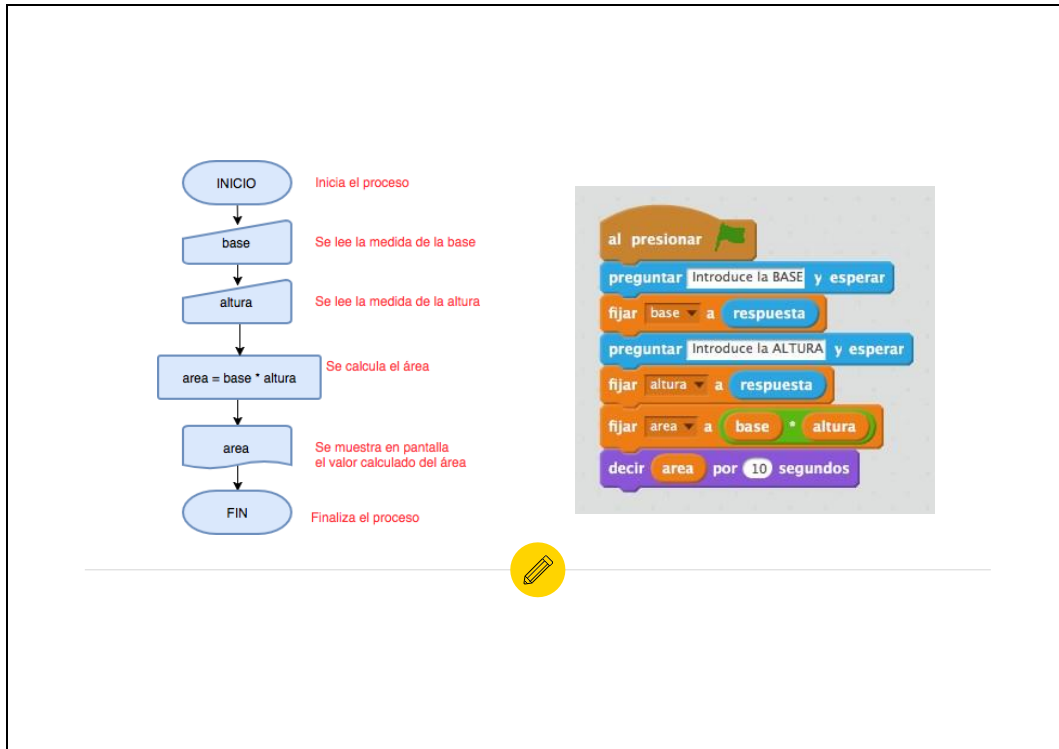 INICIO
Inicia el proceso
base
Se lee la medida de la base
altura
Se lee la medida de la altura
area = base * altura
Se calcula el área
area
Se muestra en pantalla
el valor calculado del área
FIN
Finaliza el proceso
al presionar
preguntar Introduce la BASE y esperar
fijar base a respuesta
preguntar Introduce la ALTURA y esperar
fijar altura a respuesta
fijar area a base * altura
decir area por 10 segundos